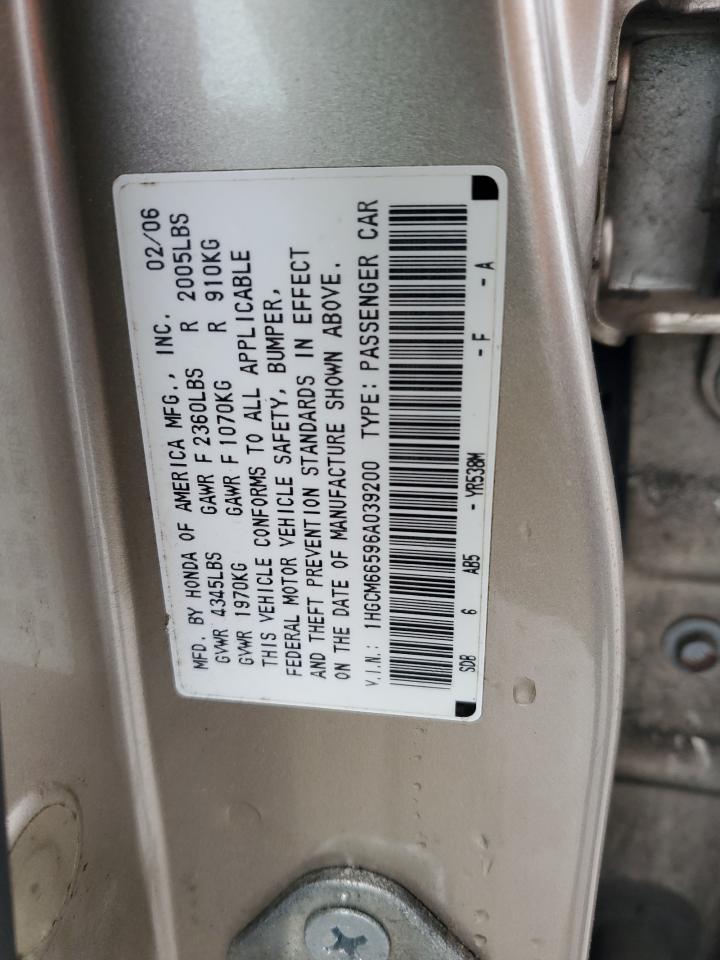 MFD. BY HONDA OF AMERICA MFG., INC. 02/06
GVWR 4345LBS GAWR F 2360LBS R 2005LBS
GVWR 1970KG GAWR F 1070KG R 910KG
THIS VEHICLE CONFORMS TO ALL APPLICABLE
FEDERAL MOTOR VEHICLE SAFETY, BUMPER,
AND THEFT PREVENTION STANDARDS IN EFFECT
ON THE DATE OF MANUFACTURE SHOWN ABOVE.
V.I.N.: 1HGCM66596A039200 TYPE: PASSENGER CAR
SDB 6 AB5 - YR538M - F - A